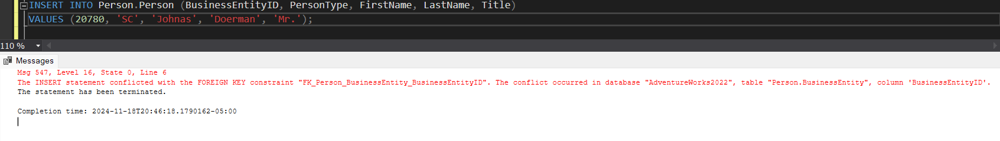 INSERT INTO Person.Person (BusinessEntityID, PersonType, FirstName, LastName, Title)
VALUES (20780, 'SC', 'Johnas', 'Doerman', 'Mr.');
110 %
Messages
Msg 547, Level 16, State 0, Line 6
The INSERT statement conflicted with the FOREIGN KEY constraint "FK_Person_BusinessEntity_BusinessEntityID". The conflict occurred in database "AdventureWorks2022", table "Person.BusinessEntity", column 'BusinessEntityID'.
The statement has been terminated.
Completion time: 2024-11-18T20:46:18.1790162-05:00